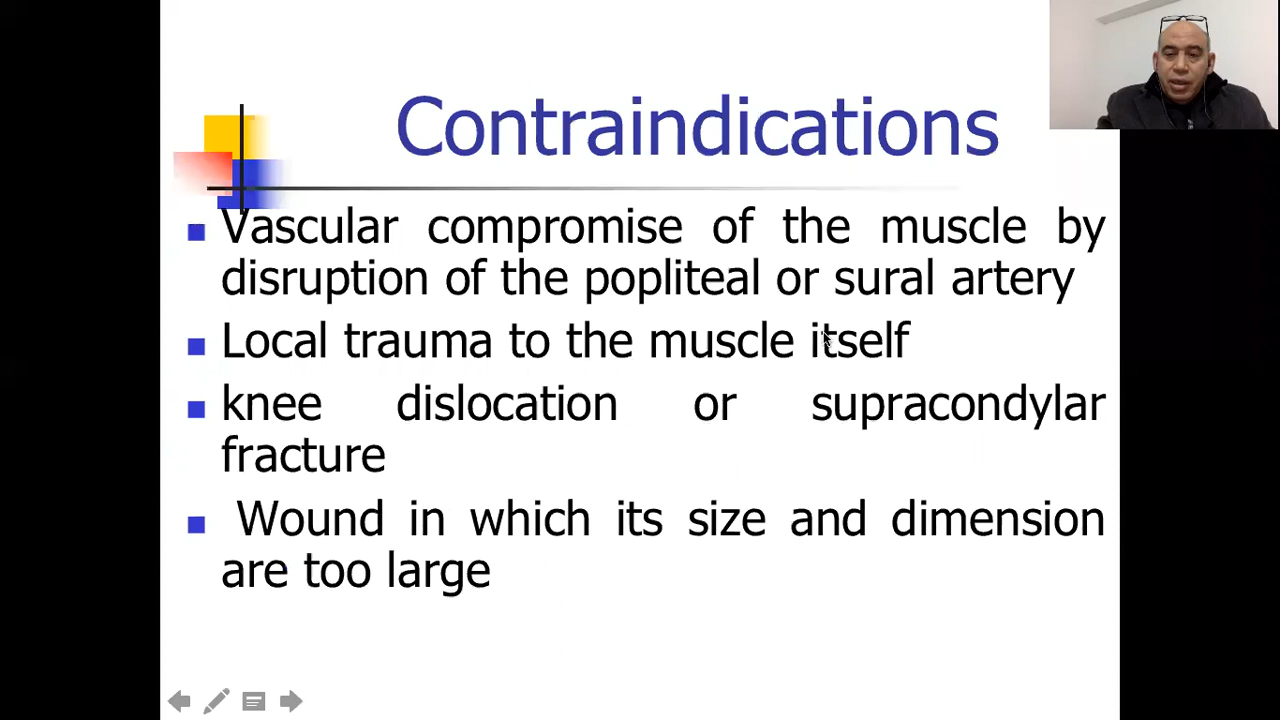 Contraindications
Vascular compromise of the muscle by
disruption of the popliteal or sural artery
Local trauma to the muscle itself
knee dislocation or supracondylar
fracture
Wound in which its size and dimension
are too large